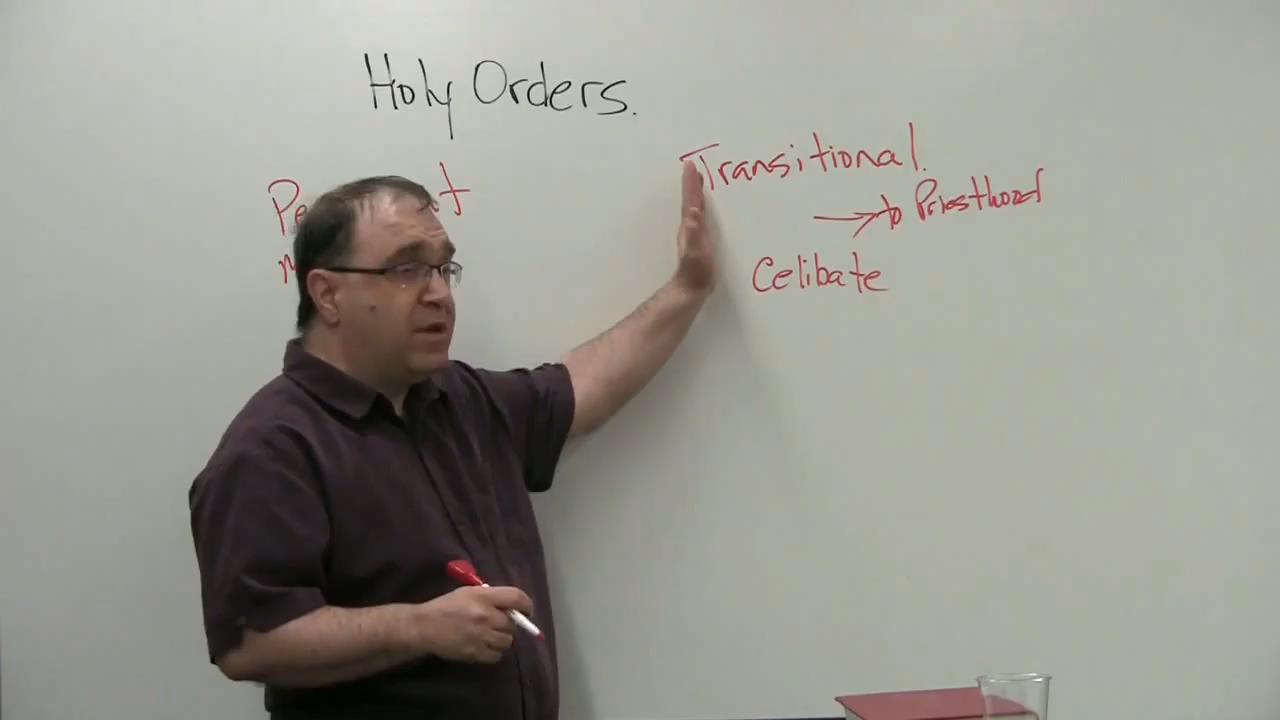 Holy Orders.
Transitional.
→ to Priesthood
Celibate